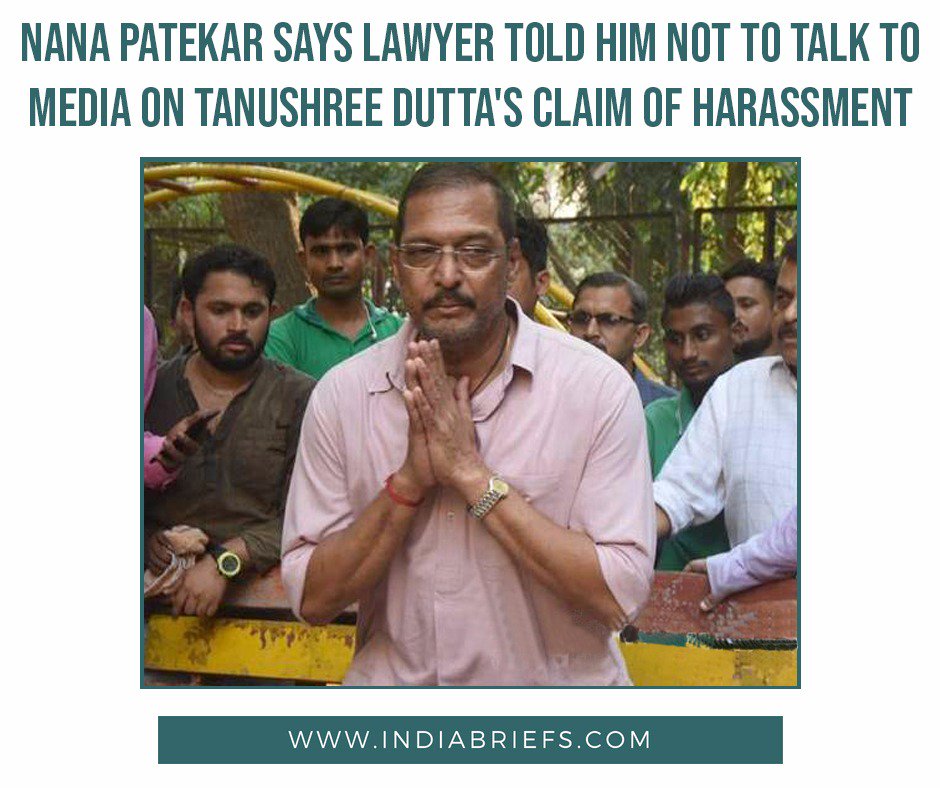 NANA PATEKAR SAYS LAWYER TOLD HIM NOT TO TALK TO
MEDIA ON TANUSHREE DUTTA'S CLAIM OF HARASSMENT
WWW.INDIABRIEFS.COM